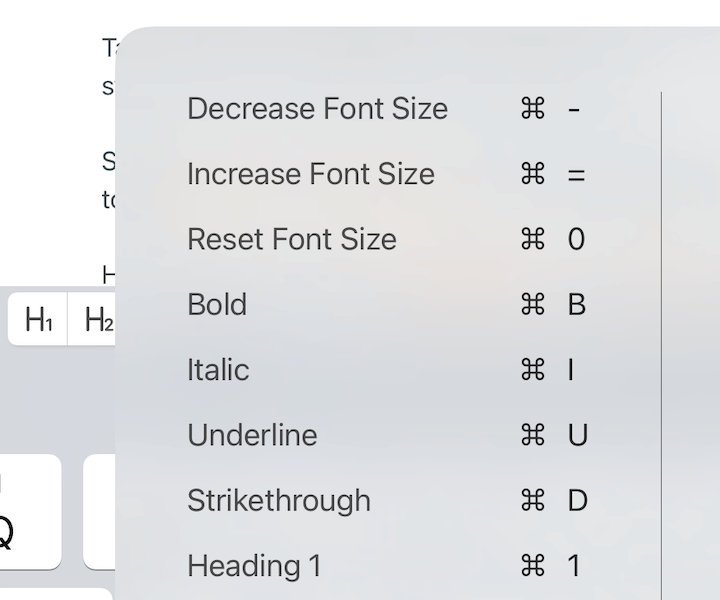 Decrease Font Size ⌘ -
Increase Font Size ⌘ =
Reset Font Size ⌘ 0
Bold ⌘ B
Italic ⌘ I
Underline ⌘ U
Strikethrough ⌘ D
Heading 1 ⌘ 1
H1 H2
Q